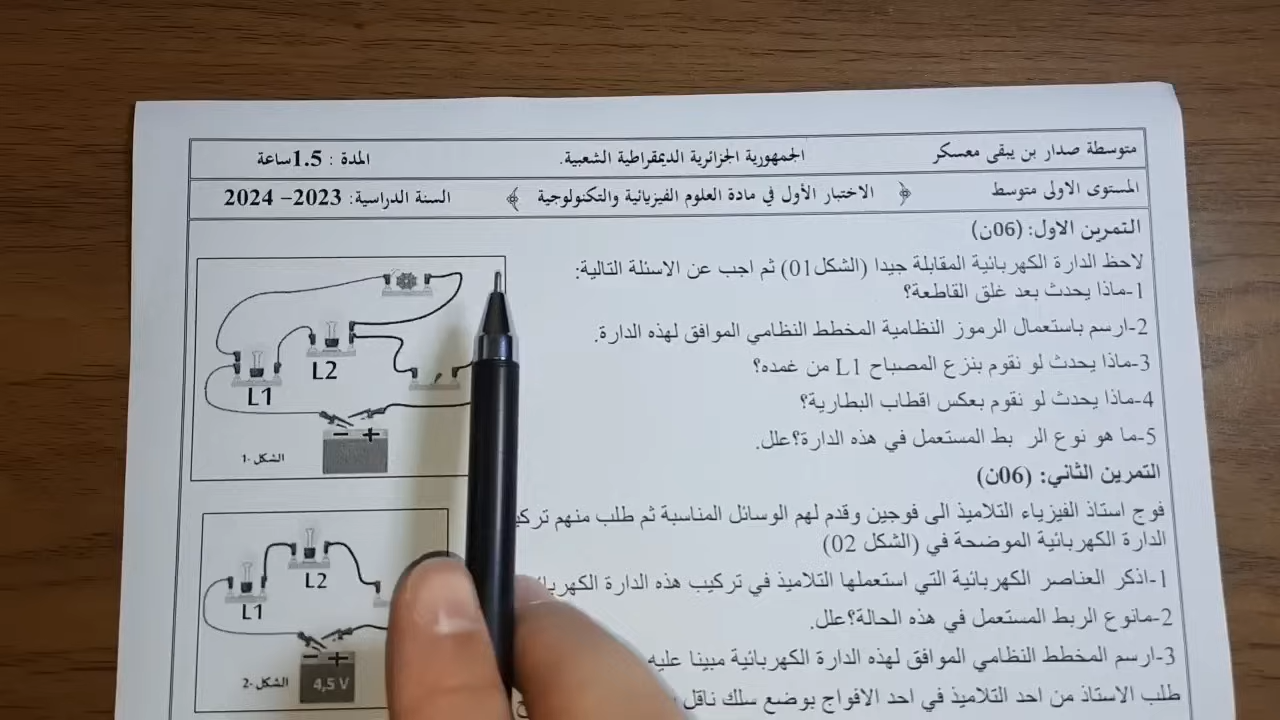 متوسطة صدار بن يبقى معسكر الجمهورية الجزائرية الديمقراطية الشعبية. المدة : 1.5ساعة
المستوى الاولى متوسط الاختبار الأول في مادة العلوم الفيزيائية والتكنولوجية السنة الدراسية: 2023– 2024
التمرين الاول: (06ن)
لاحظ الدارة الكهربائية المقابلة جيدا (الشكل01) ثم اجب عن الاسئلة التالية:
1-ماذا يحدث بعد غلق القاطعة؟
2-ارسم باستعمال الرموز النظامية المخطط النظامي الموافق لهذه الدارة.
3-ماذا يحدث لو نقوم بنزع المصباح L1 من غمده؟
4-ماذا يحدث لو نقوم بعكس اقطاب البطارية؟
5-ما هو نوع الر بط المستعمل في هذه الدارة؟علل.
L2
L1
– +
الشكل -1
التمرين الثاني: (06ن)
فوج استاذ الفيزياء التلاميذ الى فوجين وقدم لهم الوسائل المناسبة ثم طلب منهم
الدارة الكهربائية الموضحة في (الشكل 02)
1-اذكر العناصر الكهربائية التي استعملها التلاميذ في تركيب هذه الدارة
2-مانوع الربط المستعمل في هذه الحالة؟علل.
3-ارسم المخطط النظامي الموافق لهذه الدارة الكهربائية مبينا عليه
طلب الاستاذ من احد التلاميذ في احد الافواج بوضع سلك ناقل
L2
L1
– +
4,5 V
الشكل -2